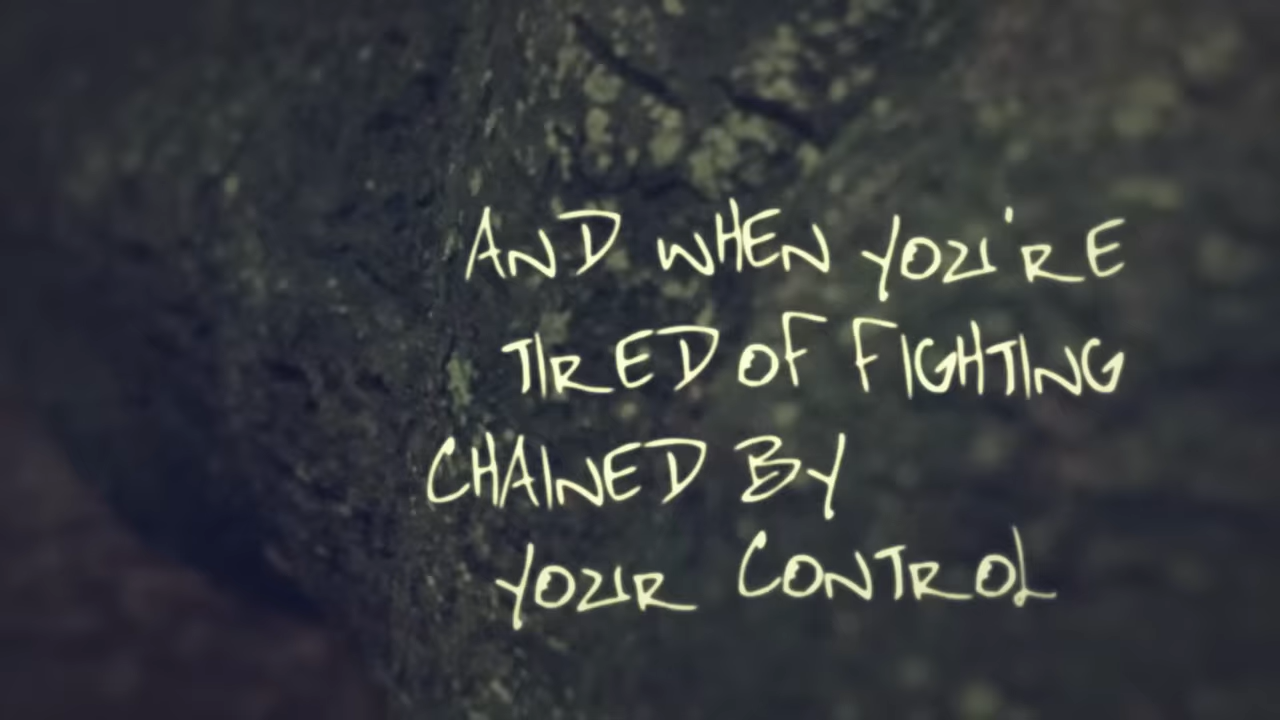 AND WHEN YOU'RE
TIRED OF FIGHTING
CHAINED BY
YOUR CONTROL